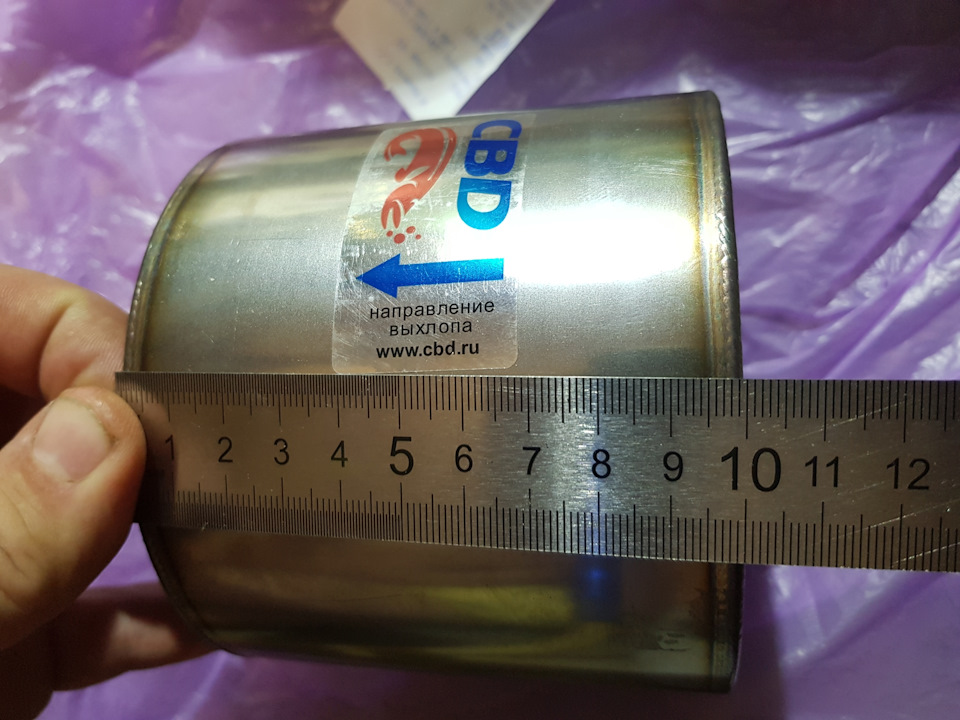 CBD
направление
выхлопа
www.cbd.ru
1 2 3 4 5 6 7 8 9 10 11 12